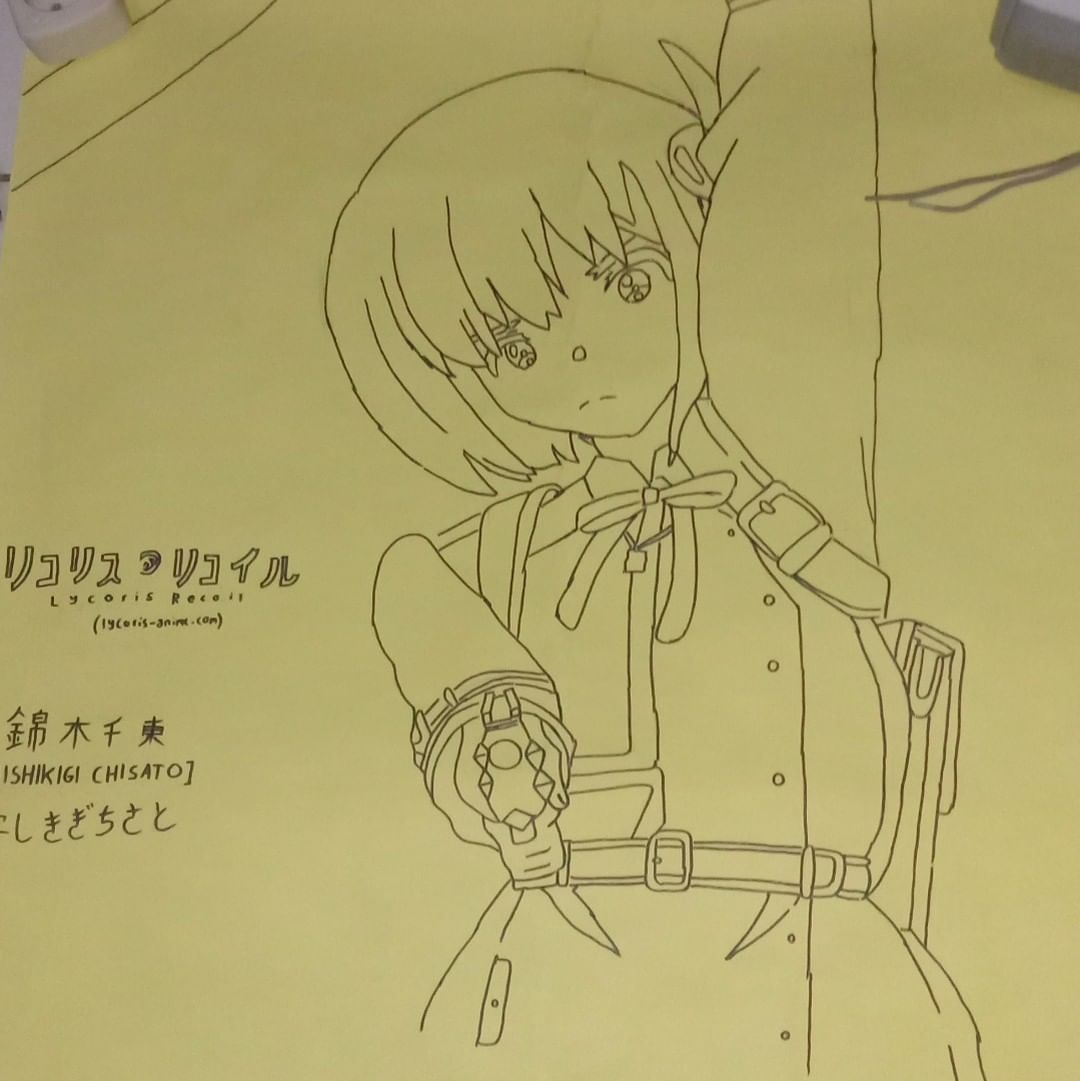 リコリス・リコイル
Lycoris Recoil
(lycoris-anime.com)
錦木千束
ISHIKIGI CHISATO]
にしきぎちさと